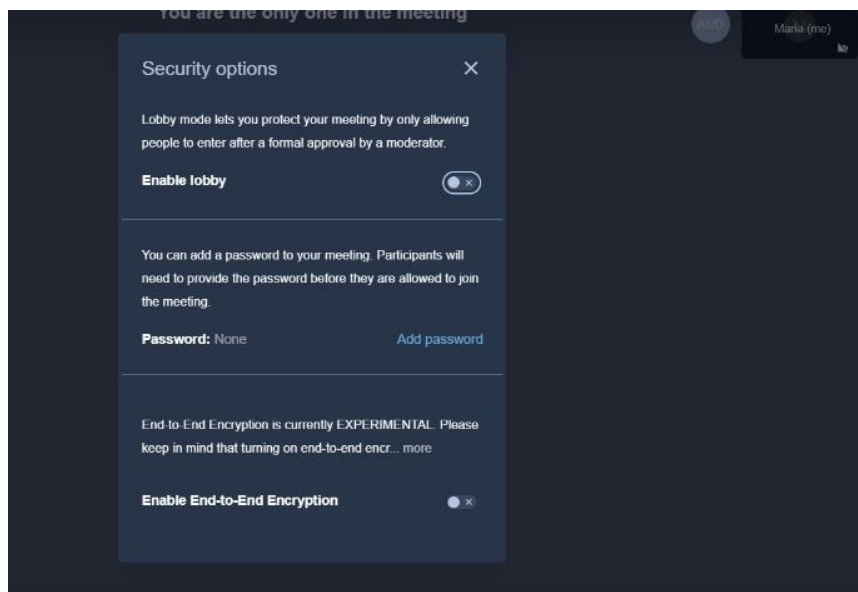 You are the only one in the meeting
AUD
Maria (me)
Security options
Lobby mode lets you protect your meeting by only allowing
people to enter after a formal approval by a moderator.
Enable lobby
You can add a password to your meeting. Participants will
need to provide the password before they are allowed to join
the meeting.
Password: None Add password
End-to-End Encryption is currently EXPERIMENTAL. Please
keep in mind that turning on end-to-end encr... more
Enable End-to-End Encryption